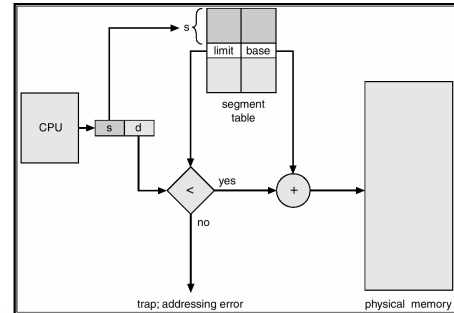 s
limit base
segment
table
CPU
s d
<
yes
+
no
trap; addressing error
physical memory